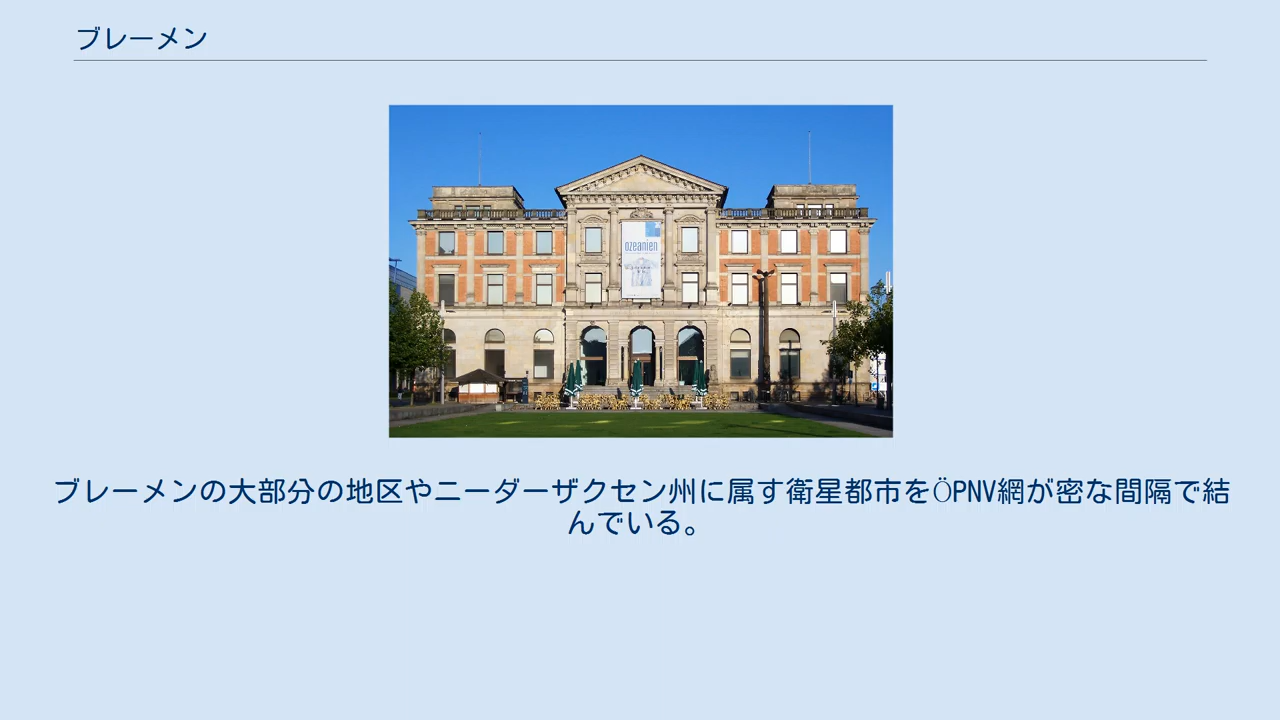 ブレーメン
ozeanien
ブレーメンの大部分の地区やニーダーザクセン州に属す衛星都市をÖPNV網が密な間隔で結
んでいる。